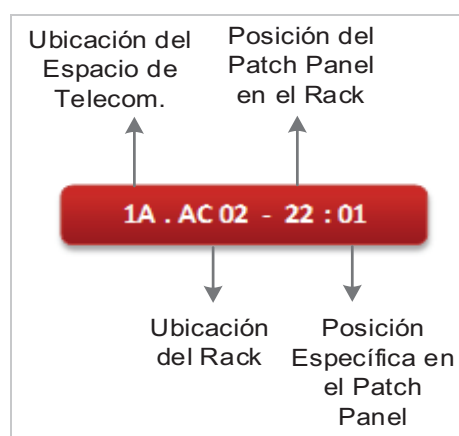 Ubicación del
Espacio de
Telecom.
Posición del
Patch Panel
en el Rack
1A . AC 02 - 22 : 01
Ubicación
del Rack
Posición
Específica en
el Patch
Panel